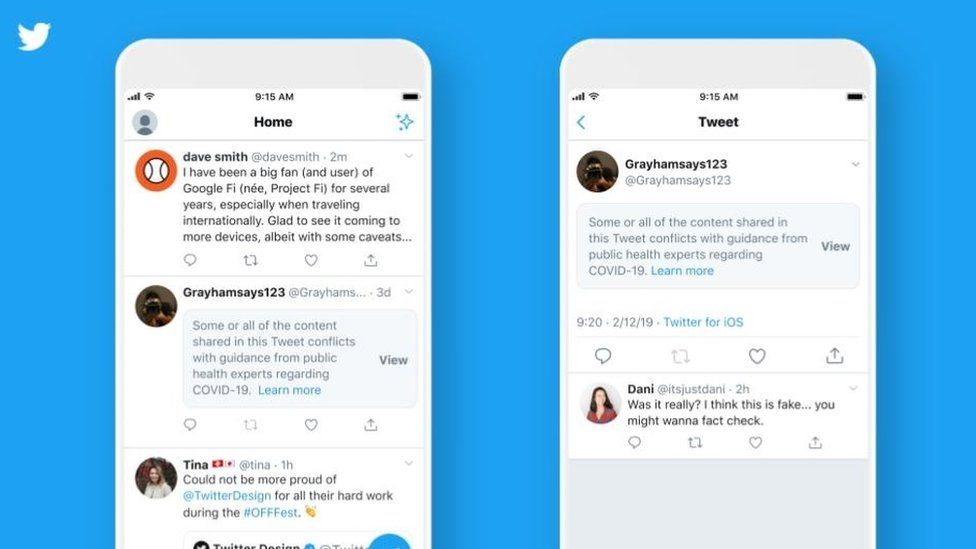 9:15 AM
Home
dave smith @davesmith · 2m
I have been a big fan (and user) of
Google Fi (née, Project Fi) for several
years, especially when traveling
internationally. Glad to see it coming to
more devices, albeit with some caveats...
Grayhamsays123 @Grayhams... · 3d
Some or all of the content
shared in this Tweet conflicts
with guidance from public
health experts regarding
COVID-19. Learn more
View
Tina @tina · 1h
Could not be more proud of
@TwitterDesign for all their hard work
during the #OFFFest. 👏
Twitter Design
9:15 AM
Tweet
Grayhamsays123
@Grayhamsays123
Some or all of the content shared in
this Tweet conflicts with guidance from
public health experts regarding
COVID-19. Learn more
View
9:20 · 2/12/19 · Twitter for iOS
Dani @itsjustdani · 2h
Was it really? I think this is fake... you
might wanna fact check.